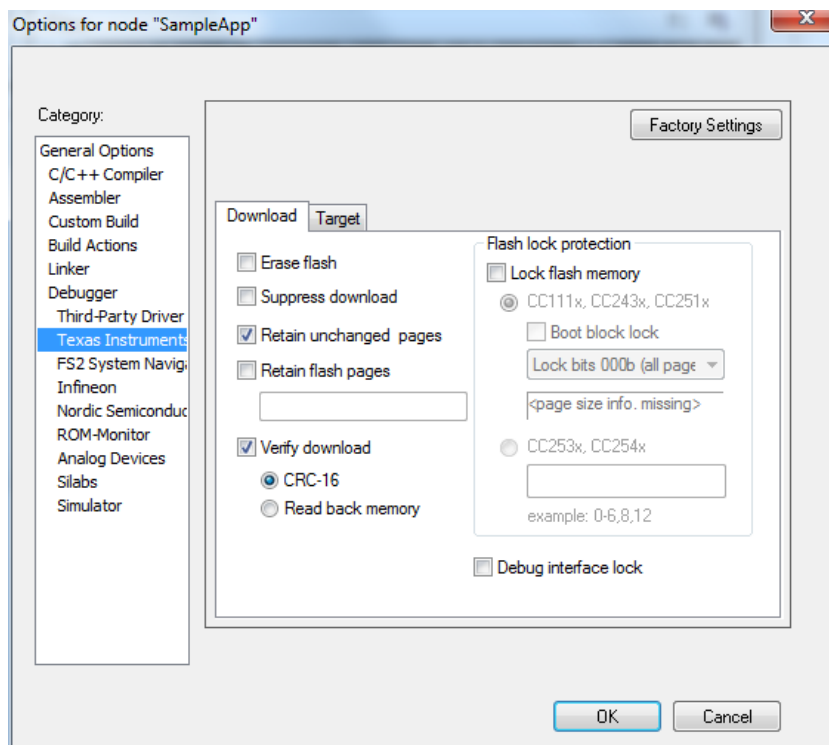 Options for node "SampleApp"
X
Category:
General Options
C/C++ Compiler
Assembler
Custom Build
Build Actions
Linker
Debugger
Third-Party Driver
Texas Instruments
FS2 System Naviga
Infineon
Nordic Semiconduc
ROM-Monitor
Analog Devices
Silabs
Simulator
Factory Settings
Download
Target
Erase flash
Suppress download
Retain unchanged pages
Retain flash pages
Verify download
CRC-16
Read back memory
Flash lock protection
Lock flash memory
CC111x, CC243x, CC251x
Boot block lock
Lock bits 000b (all page
<page size info. missing>
CC253x, CC254x
example: 0-6,8,12
Debug interface lock
OK
Cancel